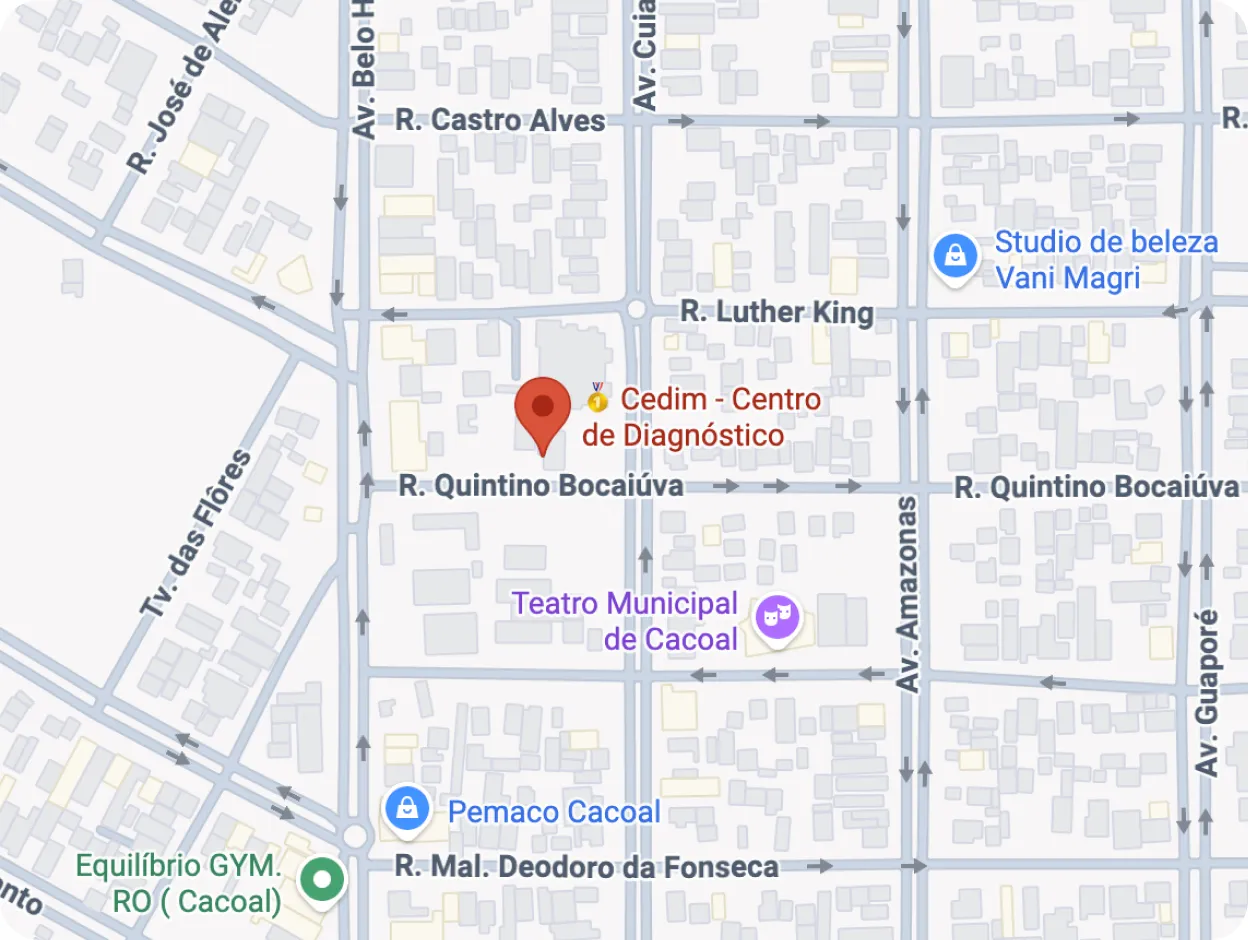 R. José de Ale
Av. Belo H
Av. Cuia
R. Castro Alves
R.
Studio de beleza
Vani Magri
R. Luther King
1
Cedim - Centro
de Diagnóstico
R. Quintino Bocaiúva
R. Quintino Bocaiúva
Tv. das Flôres
Av. Amazonas
Teatro Municipal
de Cacoal
Av. Guaporé
Pemaco Cacoal
R. Mal. Deodoro da Fonseca
Equilíbrio GYM.
RO ( Cacoal)
onto